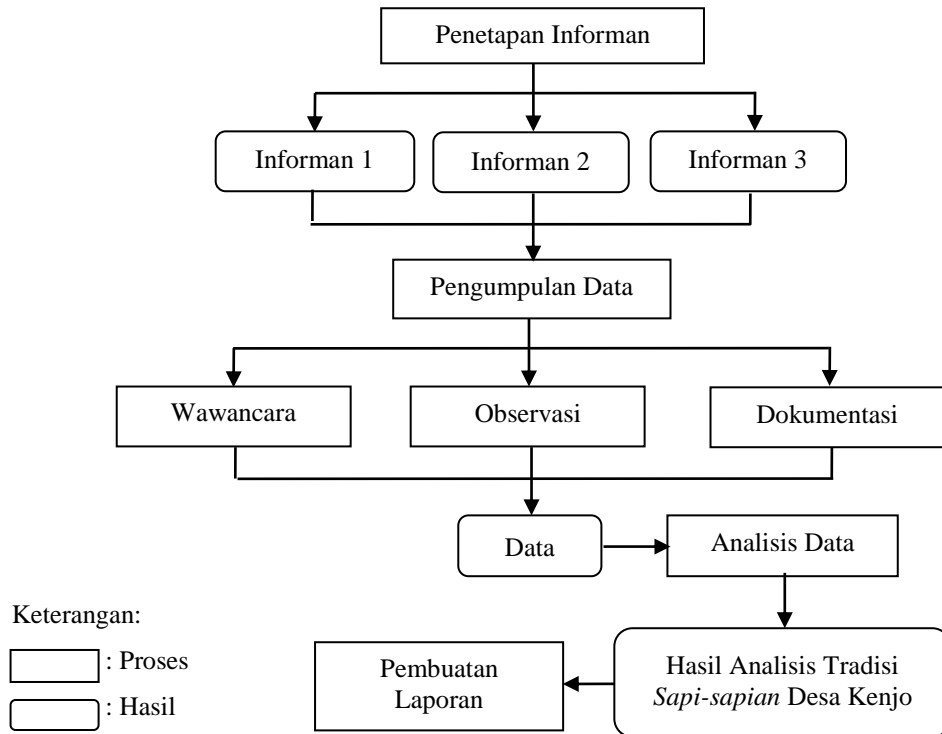 Penetapan Informan
Informan 1
Informan 2
Informan 3
Pengumpulan Data
Wawancara
Observasi
Dokumentasi
Data
Analisis Data
Keterangan:
: Proses
: Hasil
Pembuatan
Laporan
Hasil Analisis Tradisi
Sapi-sapian Desa Kenjo